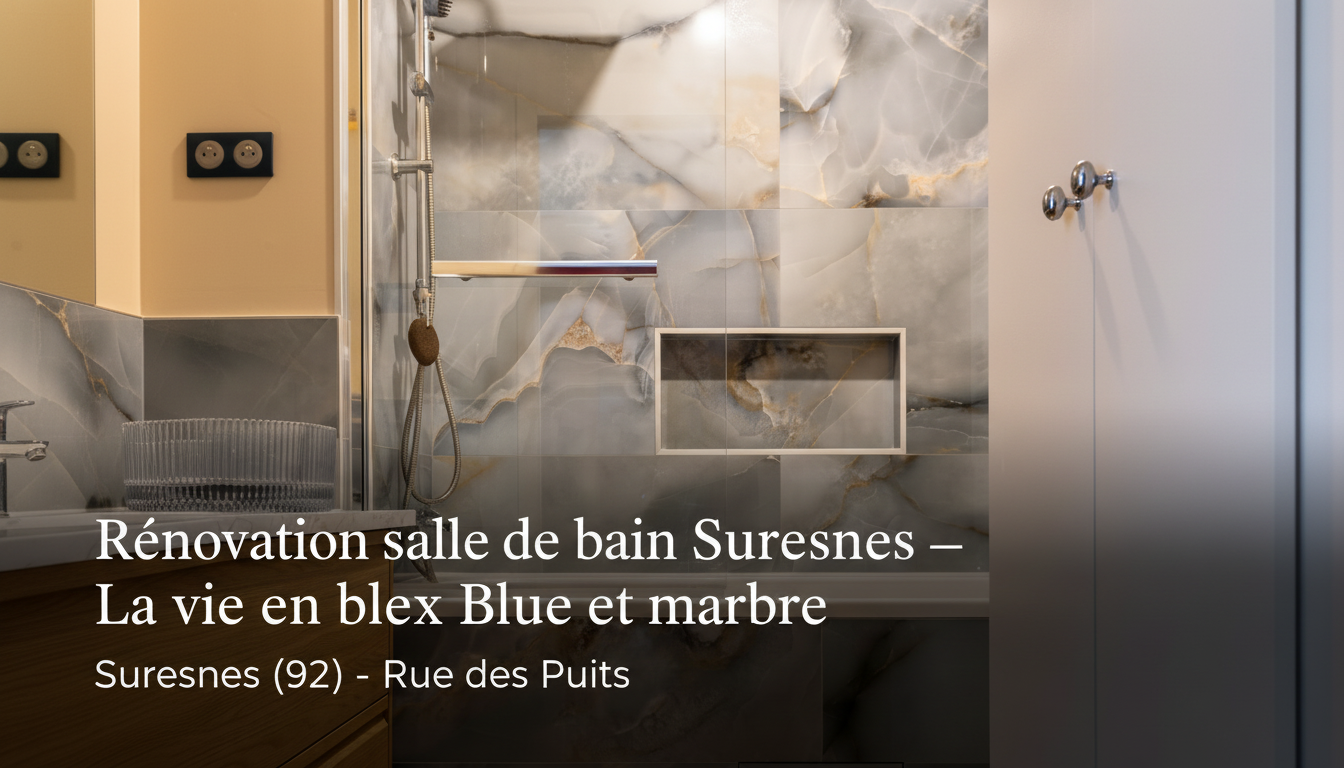 Rénovation salle de bain Suresnes –
La vie en blex Blue et marbre
Suresnes (92) - Rue des Puits